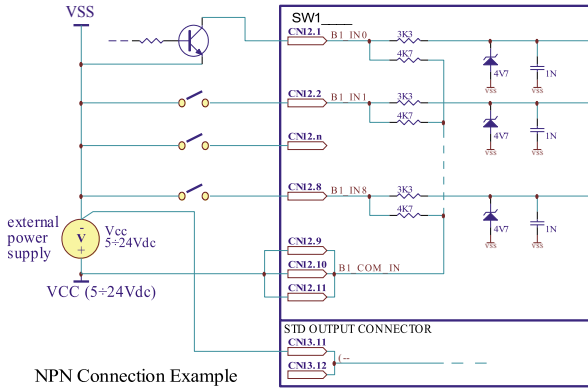 VSS
SW1____
CN12.1
B1_IN0
3K3
4K7
4V7
VSS
1N
VSS
CN12.2
B1_IN1
3K3
4K7
4V7
VSS
1N
VSS
CN12.n
CN12.8
B1_IN8
3K3
4K7
4V7
VSS
1N
VSS
external
power
supply
-
V
+
Vcc
5÷24Vdc
CN12.9
CN12.10
B1_COM_IN
CN12.11
VCC (5÷24Vdc)
STD OUTPUT CONNECTOR
CN13.11
(--
CN13.12
NPN Connection Example